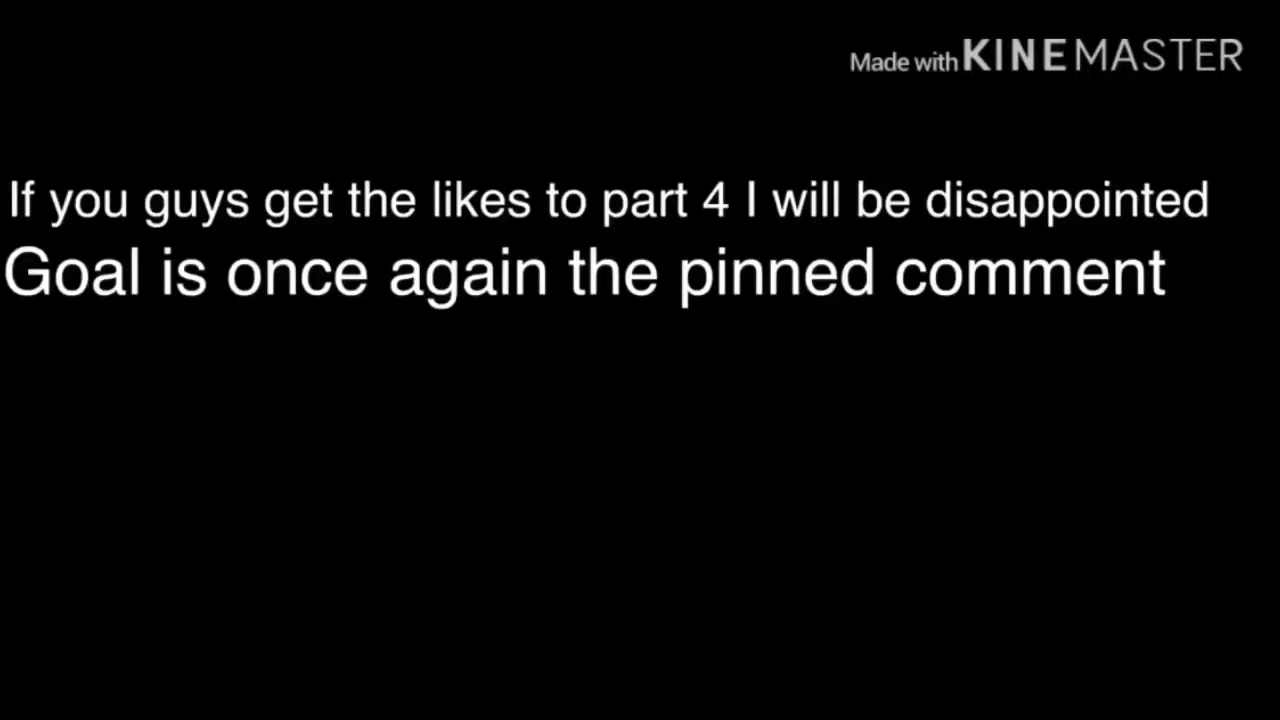 Made with KINEMASTER
If you guys get the likes to part 4 I will be disappointed
Goal is once again the pinned comment